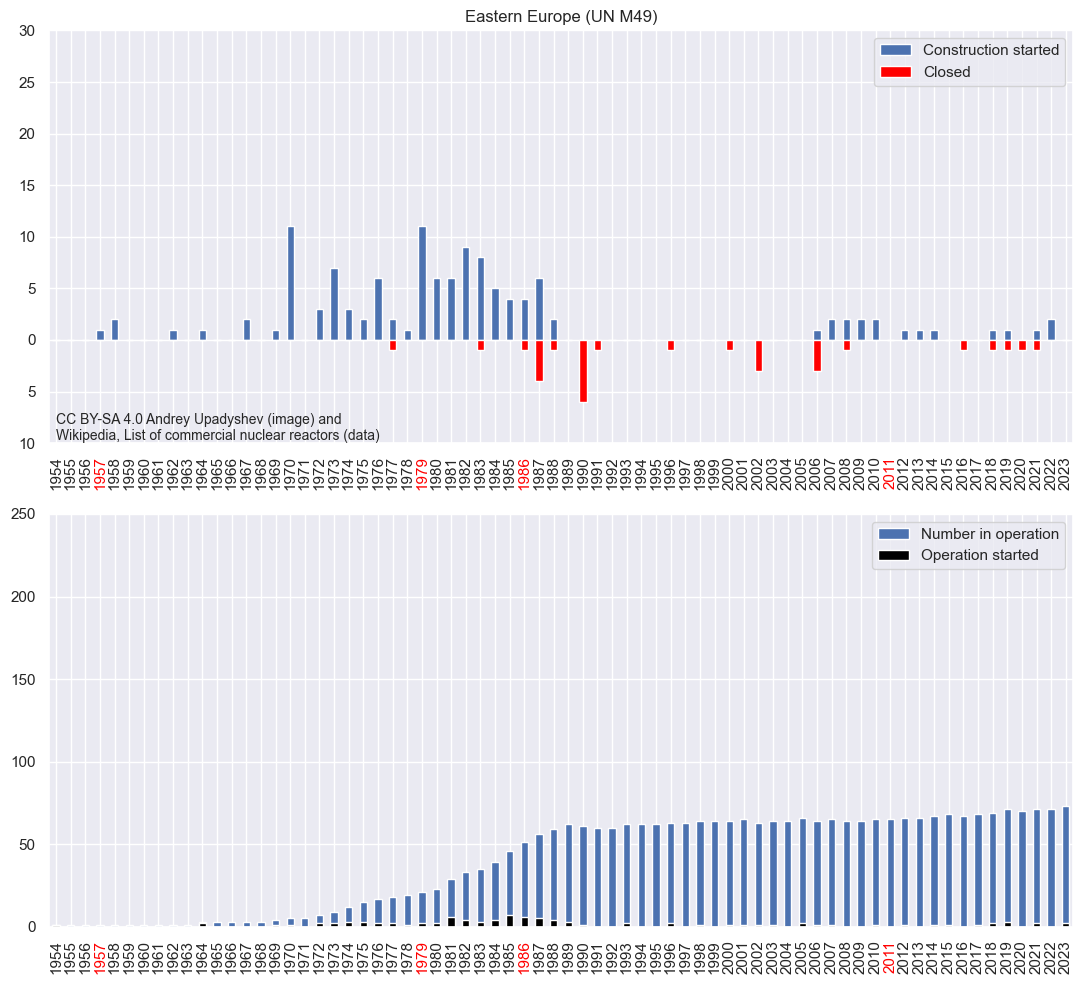 Eastern Europe (UN M49)
30
25
20
15
10
5
0
5
10
Construction started
Closed
CC BY-SA 4.0 Andrey Upadyshev (image) and
Wikipedia, List of commercial nuclear reactors (data)
1954 1955 1956 1957 1958 1959 1960 1961 1962 1963 1964 1965 1966 1967 1968 1969 1970 1971 1972 1973 1974 1975 1976 1977 1978 1979 1980 1981 1982 1983 1984 1985 1986 1987 1988 1989 1990 1991 1992 1993 1994 1995 1996 1997 1998 1999 2000 2001 2002 2003 2004 2005 2006 2007 2008 2009 2010 2011 2012 2013 2014 2015 2016 2017 2018 2019 2020 2021 2022 2023
250
200
150
100
50
0
Number in operation
Operation started
1954 1955 1956 1957 1958 1959 1960 1961 1962 1963 1964 1965 1966 1967 1968 1969 1970 1971 1972 1973 1974 1975 1976 1977 1978 1979 1980 1981 1982 1983 1984 1985 1986 1987 1988 1989 1990 1991 1992 1993 1994 1995 1996 1997 1998 1999 2000 2001 2002 2003 2004 2005 2006 2007 2008 2009 2010 2011 2012 2013 2014 2015 2016 2017 2018 2019 2020 2021 2022 2023